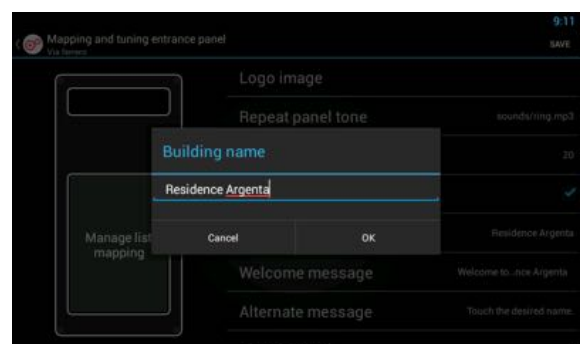 9:11
Mapping and tuning entrance panel
SAVE
Logo image
Repeat panel tone
sounds/ring.mp3
Building name
20
Residence Argenta
Manage list
mapping
Cancel
OK
Residence Argenta
Welcome message
Welcome to...nce Argenta
Alternate message
Touch the desired name.